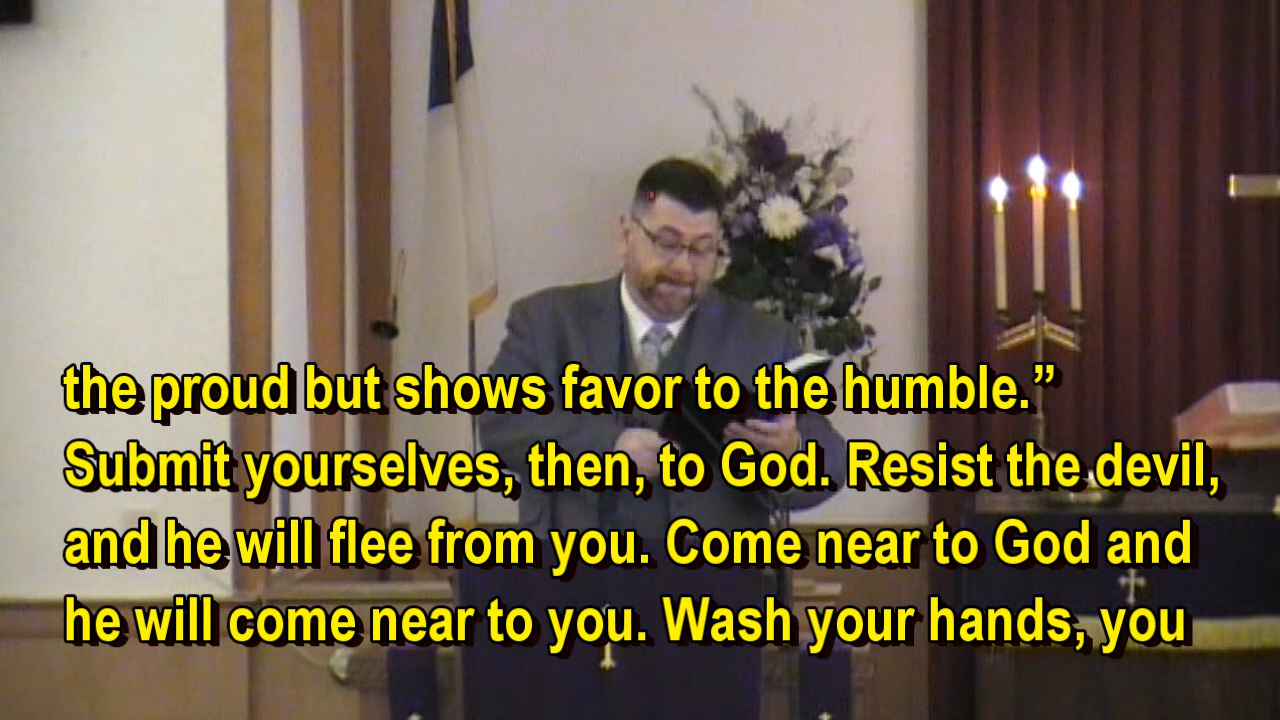 the proud but shows favor to the humble.”
Submit yourselves, then, to God. Resist the devil,
and he will flee from you. Come near to God and
he will come near to you. Wash your hands, you